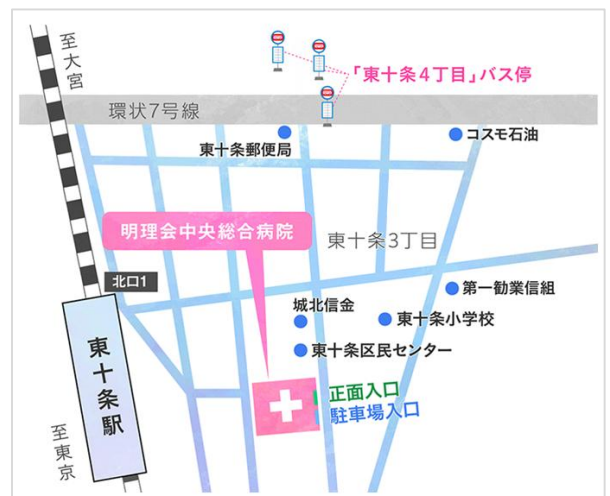 至大宮
「東十条4丁目」バス停
環状7号線
コスモ石油
東十条郵便局
明理会中央総合病院
東十条3丁目
北口1
第一勧業信組
城北信金
東十条小学校
東十条区民センター
東十条駅
正面入口
駐車場入口
至東京